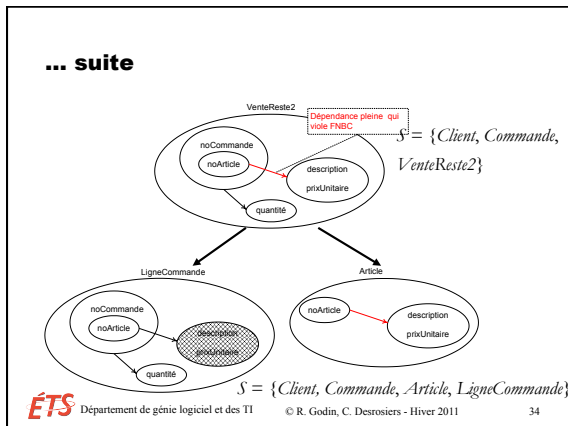 ... suite
VenteReste2
Dépendance pleine qui
viole FNBC
S = {Client, Commande,
VenteReste2}
noCommande
noArticle
description
prixUnitaire
quantité
LigneCommande
Article
noCommande
noArticle
description
prixUnitaire
quantité
noArticle
description
prixUnitaire
S = {Client, Commande, Article, LigneCommande}
ÉTS Département de génie logiciel et des TI © R. Godin, C. Desrosiers - Hiver 2011 34